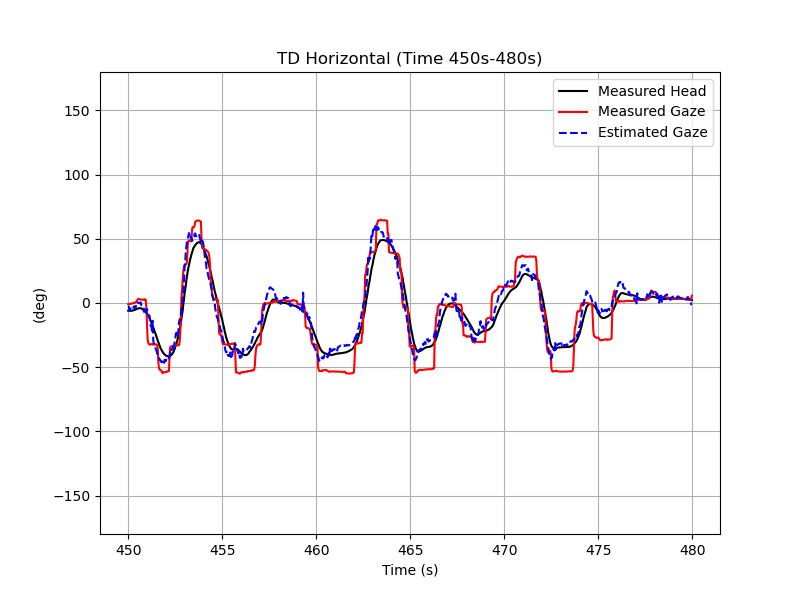 TD Horizontal (Time 450s-480s)
Measured Head
Measured Gaze
Estimated Gaze
150
100
50
0
−50
−100
−150
(deg)
450 455 460 465 470 475 480
Time (s)